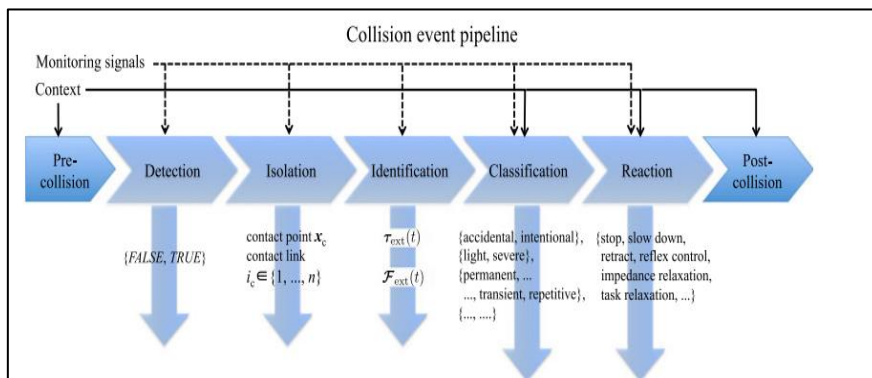 Collision event pipeline
Monitoring signals
Context
Pre-
collision
Detection
Isolation
Identification
Classification
Reaction
Post-
collision
{FALSE, TRUE}
contact point x_c
contact link
i_c ∈ {1, ..., n}
τ_ext(t)
ℱ_ext(t)
{accidental, intentional},
{light, severe},
{permanent, ...
..., transient, repetitive},
{..., ....}
{stop, slow down,
retract, reflex control,
impedance relaxation,
task relaxation, ...}